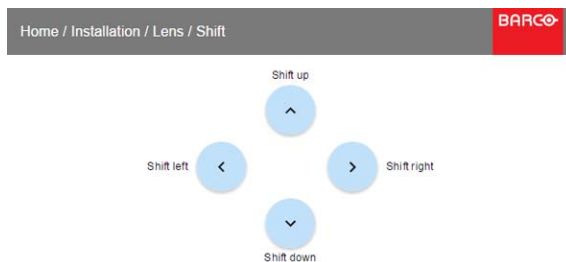 Home / Installation / Lens / Shift
BARCO
Shift up
Shift left
Shift right
Shift down